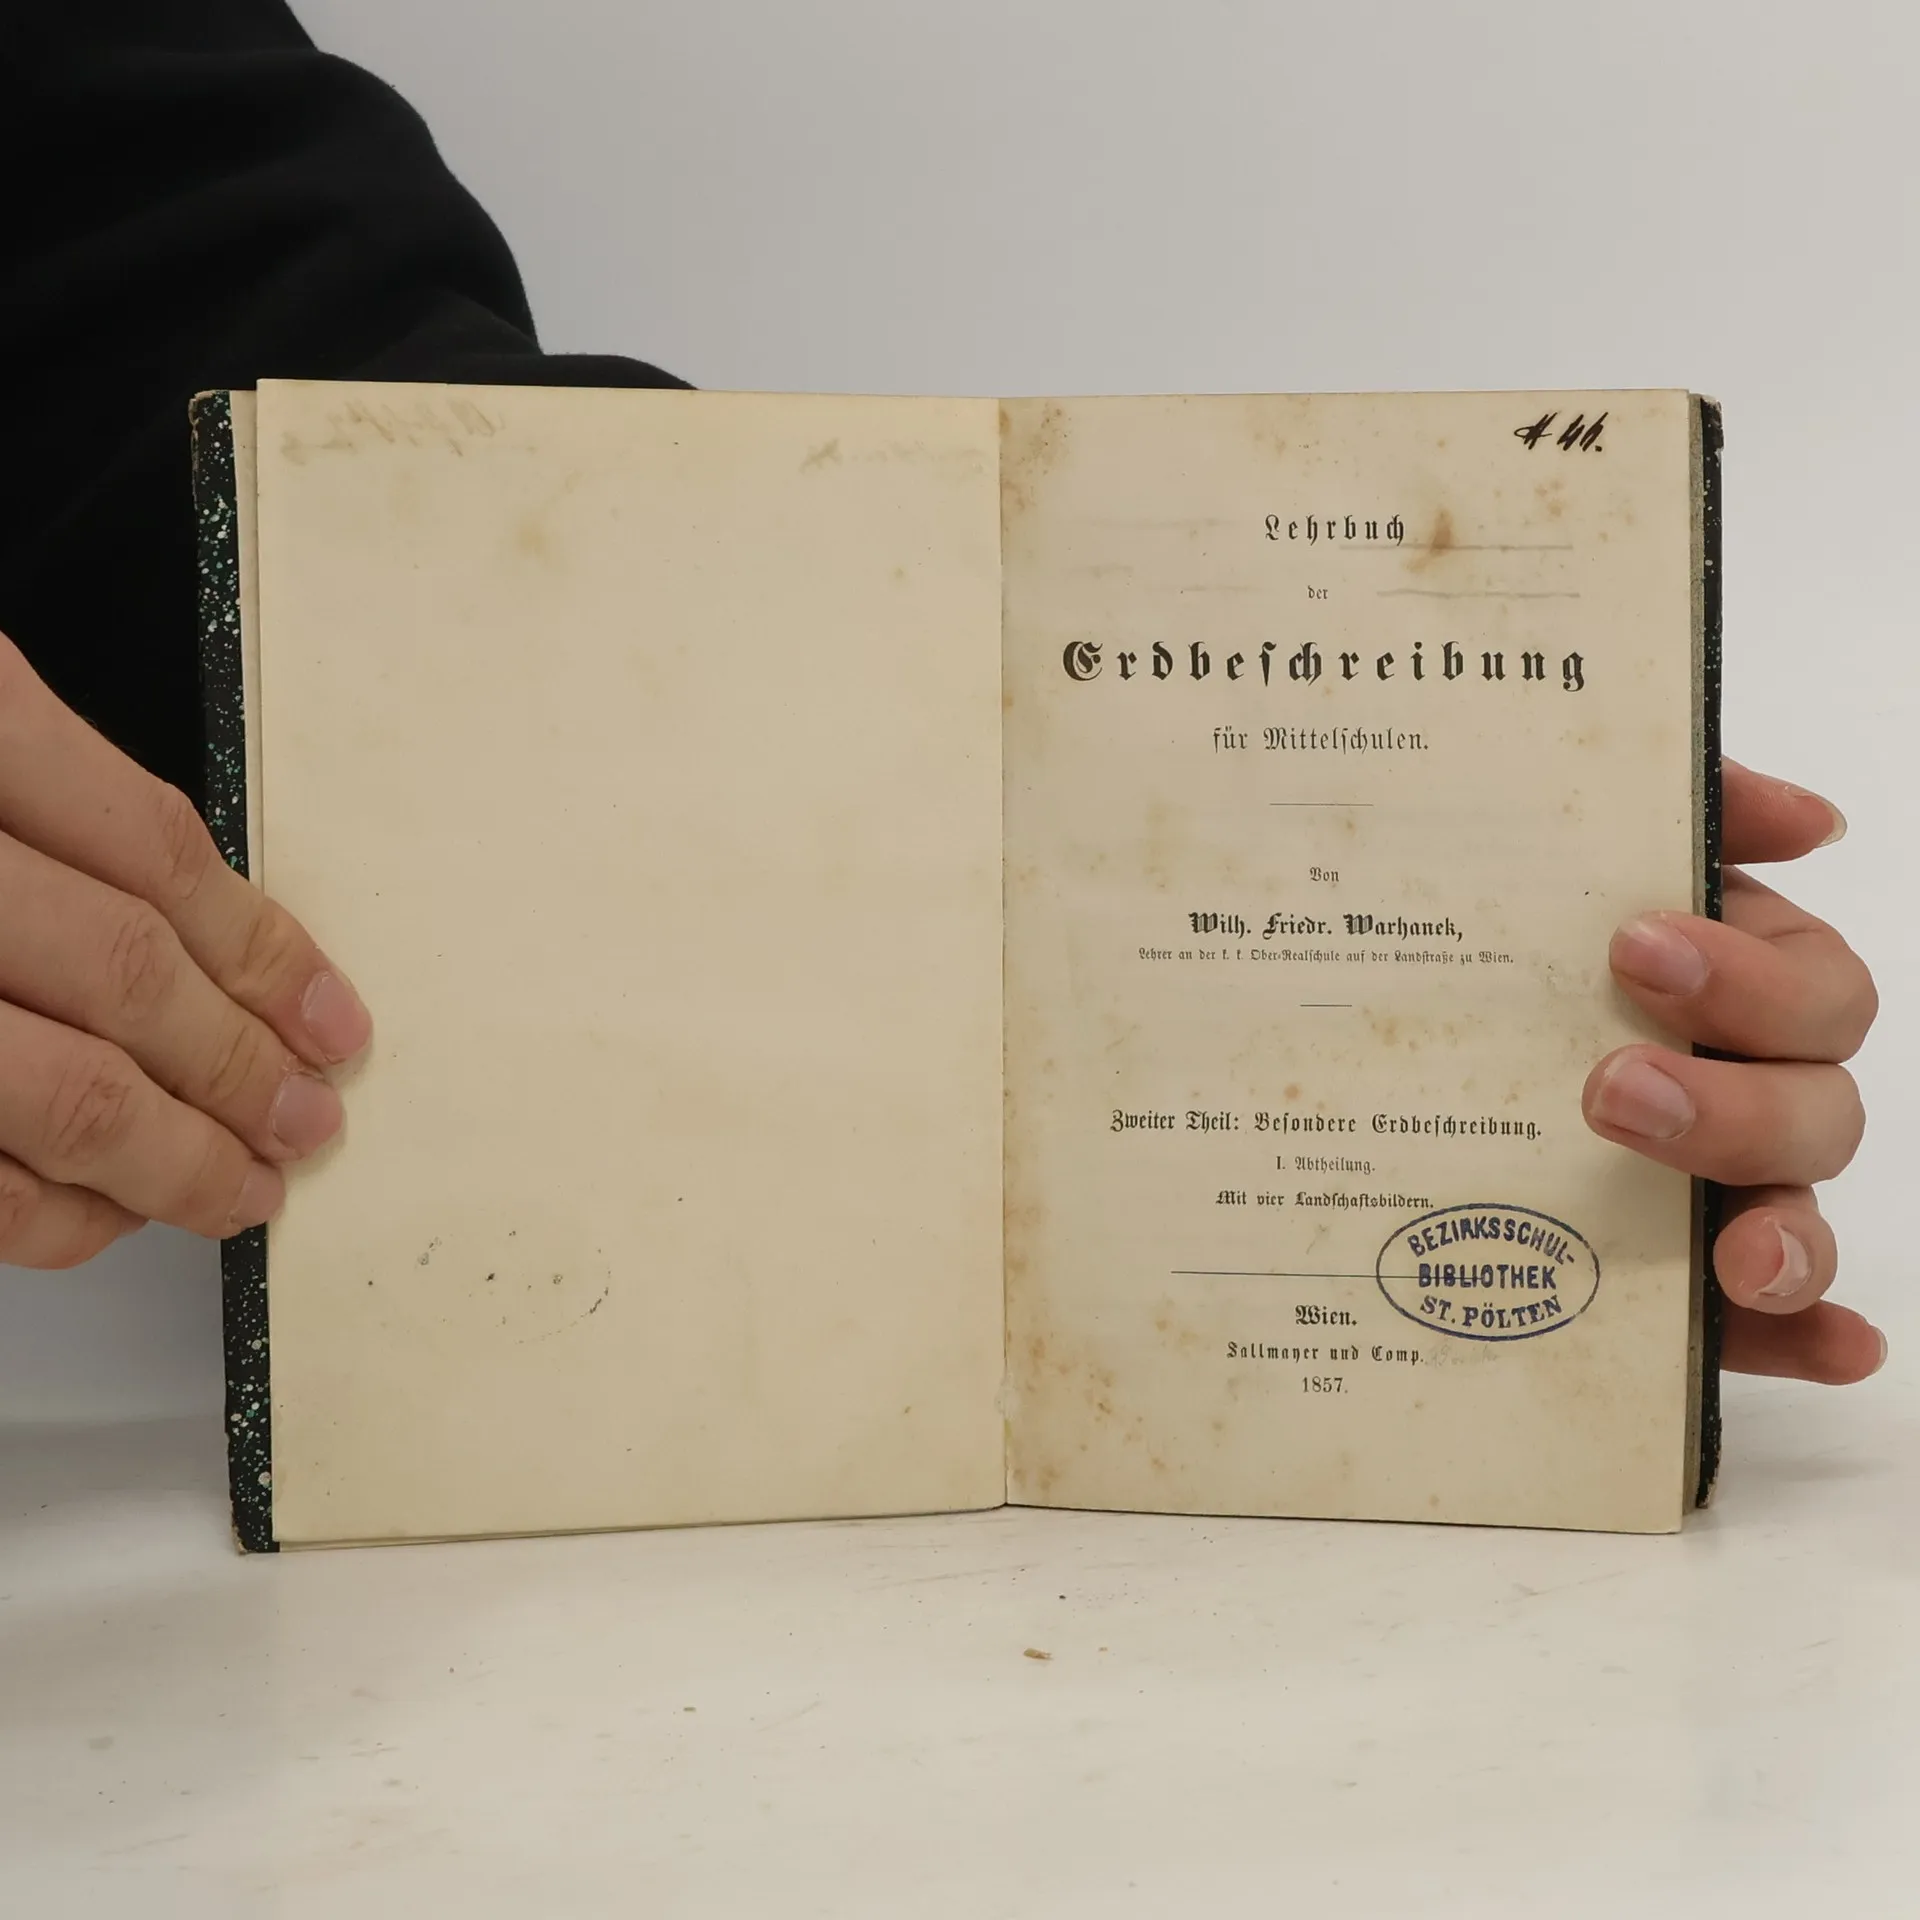 # 46.
Lehrbuch
der
Erdbeſchreibung
für Mittelſchulen.
Von
Wilh. Friedr. Warhanek,
Lehrer an der k. k. Ober-Realſchule auf der Landſtraße zu Wien.
Zweiter Theil: Beſondere Erdbeſchreibung.
I. Abtheilung.
Mit vier Landſchaftsbildern.
BEZIRKSSCHUL-
BIBLIOTHEK
ST. PÖLTEN
Wien.
Sallmayer und Comp.
1857.